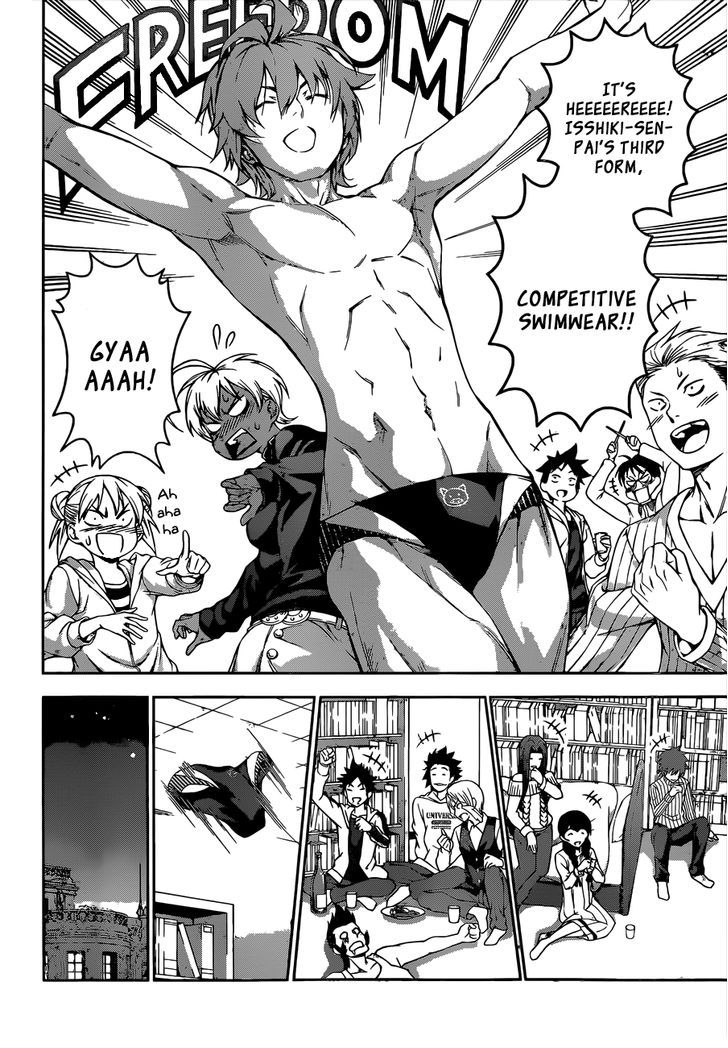 FREEDOM
IT'S
HEEEEEREEEE!
ISSHIKI-SEN-
PAI'S THIRD
FORM,
COMPETITIVE
SWIMWEAR!!
GYAA
AAAH!
Ah
aha
ha
UNIVERS